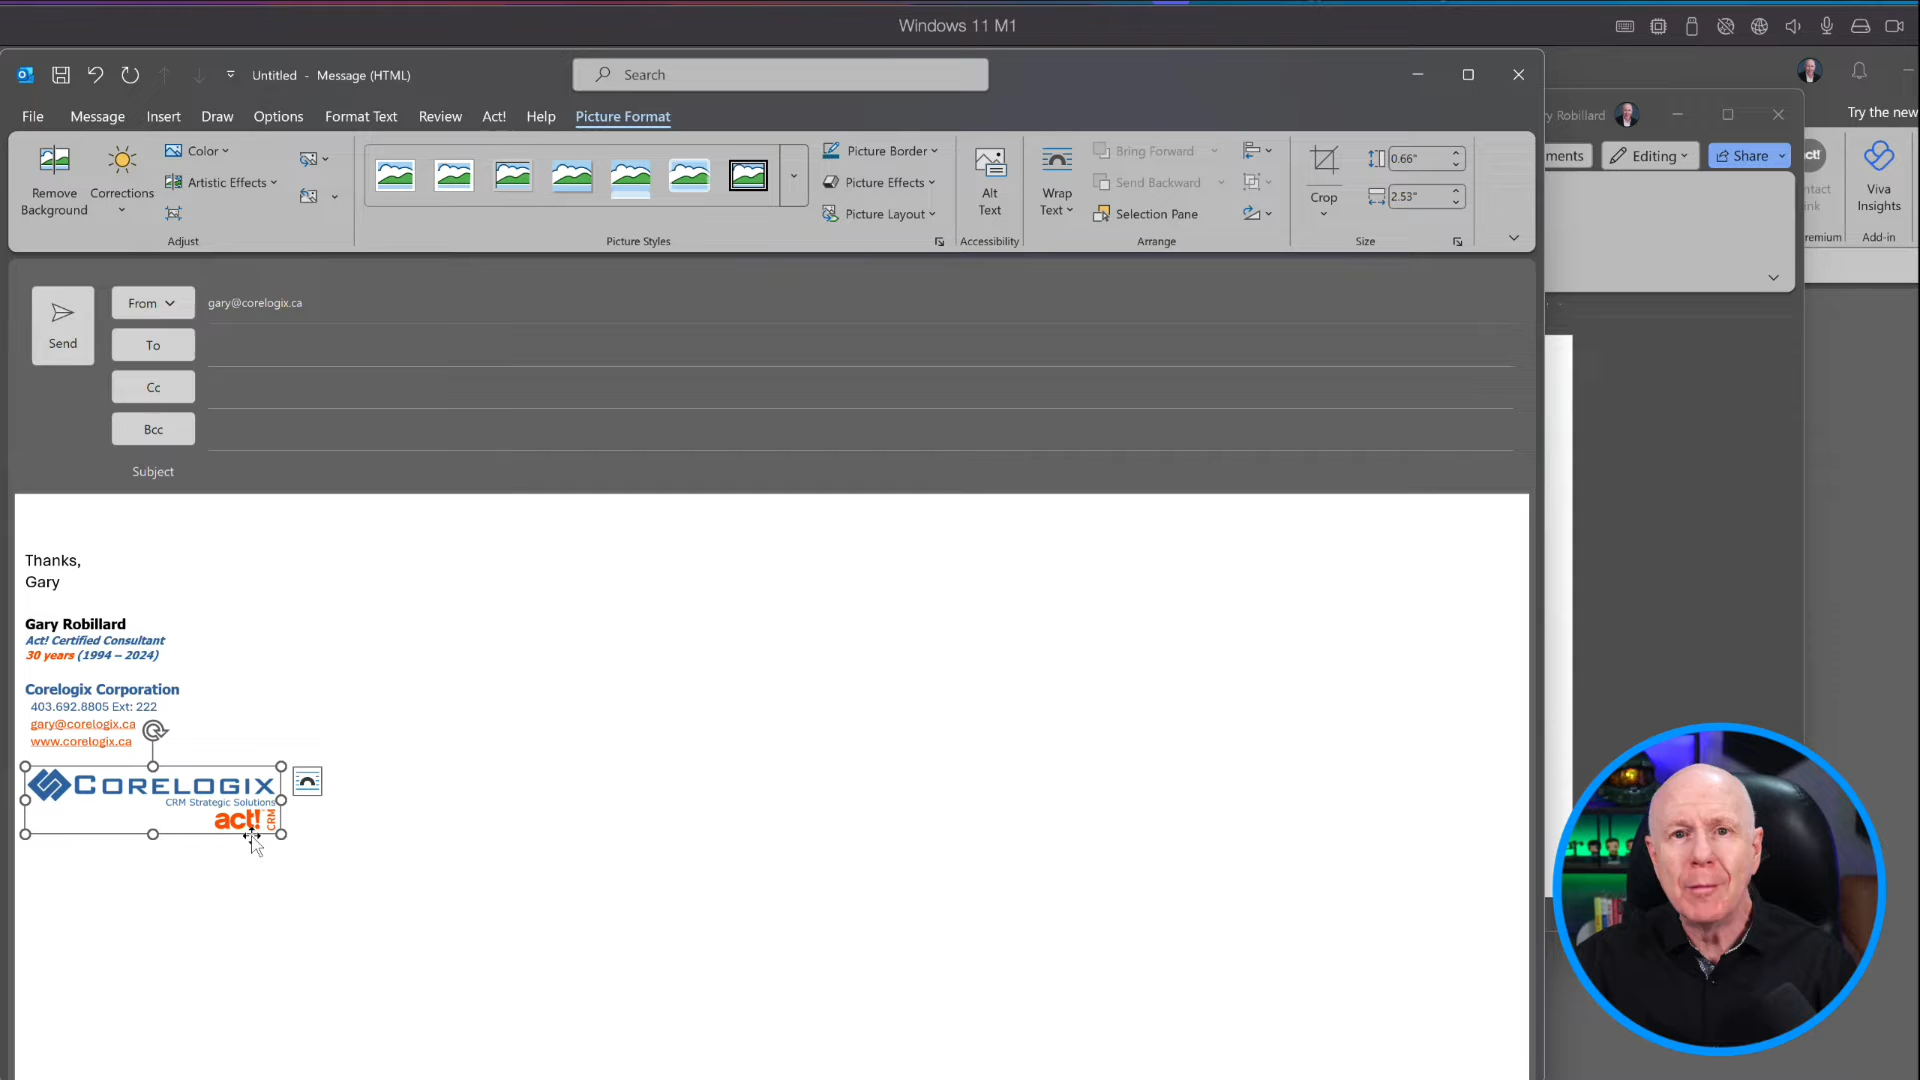 Windows 11 M1
Untitled - Message (HTML)
Search
File Message Insert Draw Options Format Text Review Act! Help Picture Format
Robillard
Try the new
Remove Background
Corrections
Color
Artistic Effects
Adjust
Picture Styles
Picture Border
Picture Effects
Picture Layout
Alt Text
Accessibility
Wrap Text
Bring Forward
Send Backward
Selection Pane
Arrange
Crop
0.66"
2.53"
Size
ments
Editing
Share
act!
Viva Insights
Add-in
Send
From
gary@corelogix.ca
To
Cc
Bcc
Subject
Thanks,
Gary
Gary Robillard
Act! Certified Consultant
30 years (1994 – 2024)
Corelogix Corporation
403.692.8805 Ext: 222
gary@corelogix.ca
www.corelogix.ca
CORELOGIX
CRM Strategic Solutions
act! CRM